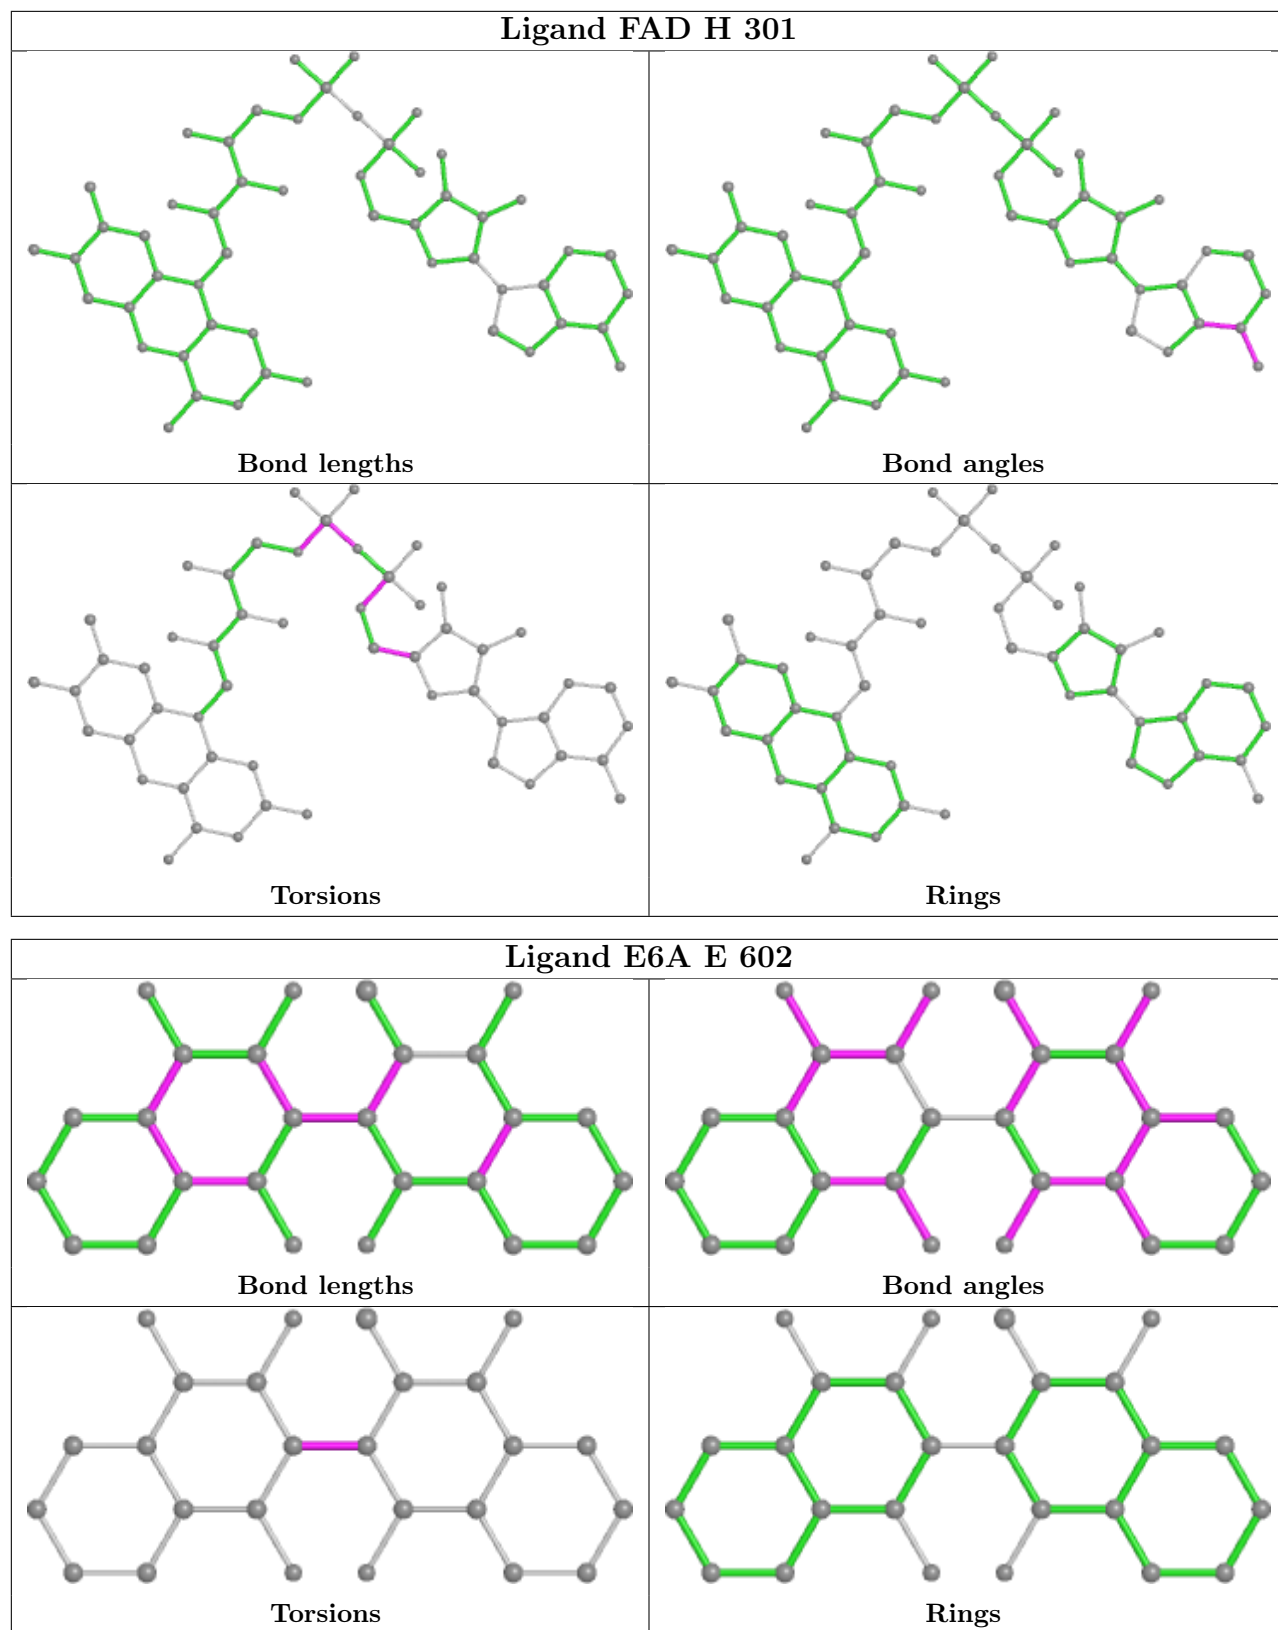 Ligand FAD H 301
Bond lengths
Bond angles
Torsions
Rings
Ligand E6A E 602
Bond lengths
Bond angles
Torsions
Rings